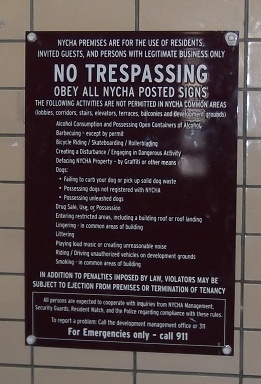 NYCHA PREMISES ARE FOR THE USE OF RESIDENTS,
INVITED GUESTS, AND PERSONS WITH LEGITIMATE BUSINESS ONLY
NO TRESPASSING
OBEY ALL NYCHA POSTED SIGNS
THE FOLLOWING ACTIVITIES ARE NOT PERMITTED IN NYCHA COMMON AREAS
(lobbies, corridors, stairs, elevators, terraces, balconies and development grounds)
Alcohol Consumption and Possessing Open Containers of Alcohol
Barbecuing - except by permit
Bicycle Riding / Skateboarding / Rollerblading
Creating a Disturbance / Engaging in Dangerous Activity
Defacing NYCHA Property - by Graffiti or other means
Dogs:
• Failing to curb your dog or pick up solid dog waste
• Possessing dogs not registered with NYCHA
• Possessing unleashed dogs
Drug Sale, Use, or Possession
Entering restricted areas, including a building roof or roof landing
Lingering - in common areas of building
Littering
Playing loud music or creating unreasonable noise
Riding / Driving unauthorized vehicles on development grounds
Smoking - in common areas of building
IN ADDITION TO PENALTIES IMPOSED BY LAW, VIOLATORS MAY BE
SUBJECT TO EJECTION FROM PREMISES OR TERMINATION OF TENANCY
All persons are expected to cooperate with inquiries from NYCHA Management,
Security Guards, Resident Watch, and the Police regarding compliance with these rules.
To report a problem: Call the development management office or 311
For Emergencies only - call 911